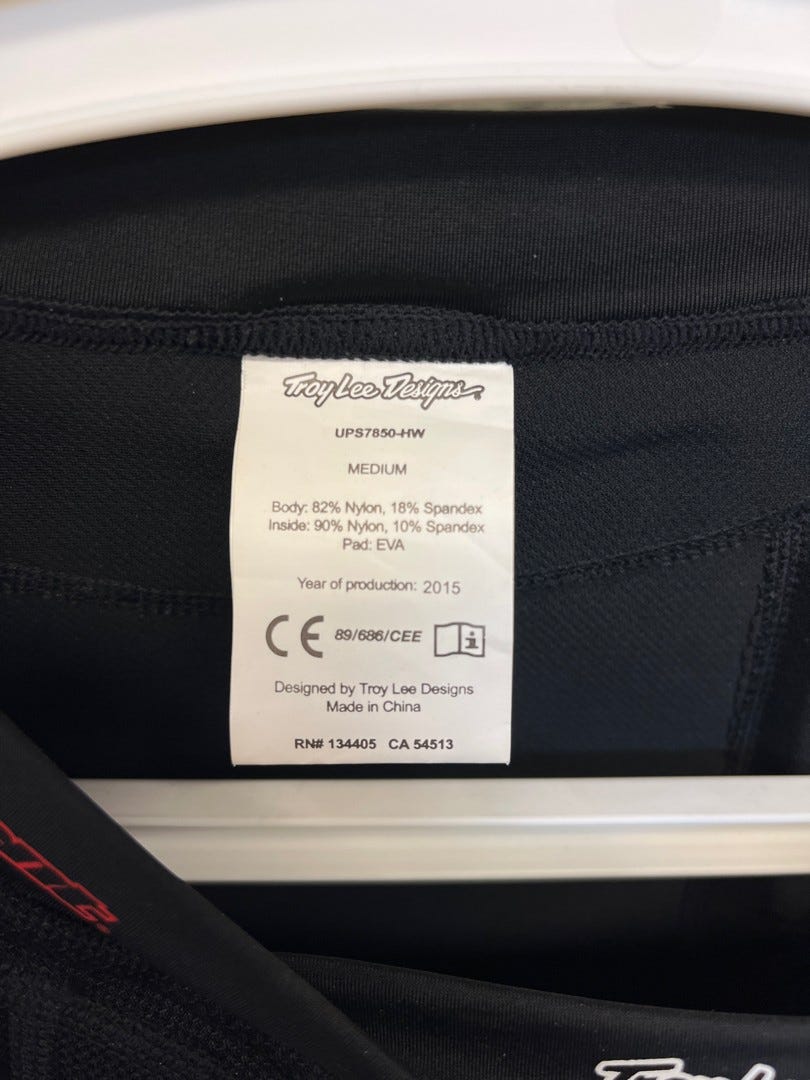 Troy Lee Designs
UPS7850-HW
MEDIUM
Body: 82% Nylon, 18% Spandex
Inside: 90% Nylon, 10% Spandex
Pad: EVA
Year of production: 2015
CE 89/686/CEE i
Designed by Troy Lee Designs
Made in China
RN# 134405 CA 54513
Troy Lee